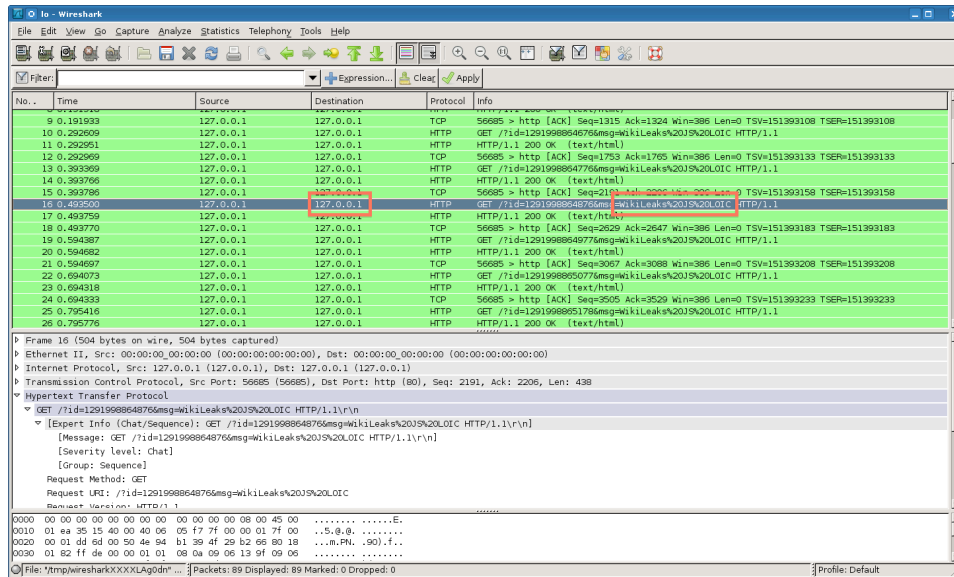 lo - Wireshark
File Edit View Go Capture Analyze Statistics Telephony Tools Help
Filter: Expression... Clear Apply
No.. Time Source Destination Protocol Info
9 0.191933 127.0.0.1 127.0.0.1 TCP 56685 > http [ACK] Seq=1315 Ack=1324 Win=386 Len=0 TSV=151393108 TSER=151393108
10 0.292609 127.0.0.1 127.0.0.1 HTTP GET /?id=1291998864676&msg=WikiLeaks%20JS%20LOIC HTTP/1.1
11 0.292951 127.0.0.1 127.0.0.1 HTTP HTTP/1.1 200 OK (text/html)
12 0.292969 127.0.0.1 127.0.0.1 TCP 56685 > http [ACK] Seq=1753 Ack=1765 Win=386 Len=0 TSV=151393133 TSER=151393133
13 0.393369 127.0.0.1 127.0.0.1 HTTP GET /?id=1291998864776&msg=WikiLeaks%20JS%20LOIC HTTP/1.1
14 0.393766 127.0.0.1 127.0.0.1 HTTP HTTP/1.1 200 OK (text/html)
15 0.393786 127.0.0.1 127.0.0.1 TCP 56685 > http [ACK] Seq=2191 Ack=2206 Win=386 Len=0 TSV=151393158 TSER=151393158
16 0.493500 127.0.0.1 127.0.0.1 HTTP GET /?id=1291998864876&msg=WikiLeaks%20JS%20LOIC HTTP/1.1
17 0.493759 127.0.0.1 127.0.0.1 HTTP HTTP/1.1 200 OK (text/html)
18 0.493770 127.0.0.1 127.0.0.1 TCP 56685 > http [ACK] Seq=2629 Ack=2647 Win=386 Len=0 TSV=151393183 TSER=151393183
19 0.594387 127.0.0.1 127.0.0.1 HTTP GET /?id=1291998864977&msg=WikiLeaks%20JS%20LOIC HTTP/1.1
20 0.594682 127.0.0.1 127.0.0.1 HTTP HTTP/1.1 200 OK (text/html)
21 0.594697 127.0.0.1 127.0.0.1 TCP 56685 > http [ACK] Seq=3067 Ack=3088 Win=386 Len=0 TSV=151393208 TSER=151393208
22 0.694073 127.0.0.1 127.0.0.1 HTTP GET /?id=1291998865077&msg=WikiLeaks%20JS%20LOIC HTTP/1.1
23 0.694318 127.0.0.1 127.0.0.1 HTTP HTTP/1.1 200 OK (text/html)
24 0.694333 127.0.0.1 127.0.0.1 TCP 56685 > http [ACK] Seq=3505 Ack=3529 Win=386 Len=0 TSV=151393233 TSER=151393233
25 0.795416 127.0.0.1 127.0.0.1 HTTP GET /?id=1291998865178&msg=WikiLeaks%20JS%20LOIC HTTP/1.1
26 0.795776 127.0.0.1 127.0.0.1 HTTP HTTP/1.1 200 OK (text/html)
Frame 16 (504 bytes on wire, 504 bytes captured)
Ethernet II, Src: 00:00:00_00:00:00 (00:00:00:00:00:00), Dst: 00:00:00_00:00:00 (00:00:00:00:00:00)
Internet Protocol, Src: 127.0.0.1 (127.0.0.1), Dst: 127.0.0.1 (127.0.0.1)
Transmission Control Protocol, Src Port: 56685 (56685), Dst Port: http (80), Seq: 2191, Ack: 2206, Len: 438
Hypertext Transfer Protocol
GET /?id=1291998864876&msg=WikiLeaks%20JS%20LOIC HTTP/1.1\r\n
[Expert Info (Chat/Sequence): GET /?id=1291998864876&msg=WikiLeaks%20JS%20LOIC HTTP/1.1\r\n]
[Message: GET /?id=1291998864876&msg=WikiLeaks%20JS%20LOIC HTTP/1.1\r\n]
[Severity level: Chat]
[Group: Sequence]
Request Method: GET
Request URI: /?id=1291998864876&msg=WikiLeaks%20JS%20LOIC
Request Version: HTTP/1.1
0000 00 00 00 00 00 00 00 00 00 00 00 00 08 00 45 00 ........ ......E.
0010 01 ea 35 15 40 00 40 06 05 f7 7f 00 00 01 7f 00 ..5.@.@. ........
0020 00 01 dd 6d 00 50 4e 94 b1 39 4f 29 b2 66 80 18 ...m.PN. .9O).f..
0030 01 82 ff de 00 00 01 01 08 0a 09 06 13 9f 09 06 ........ ........
File: "/tmp/wiresharkXXXXLAg0dn" ... Packets: 89 Displayed: 89 Marked: 0 Dropped: 0 Profile: Default